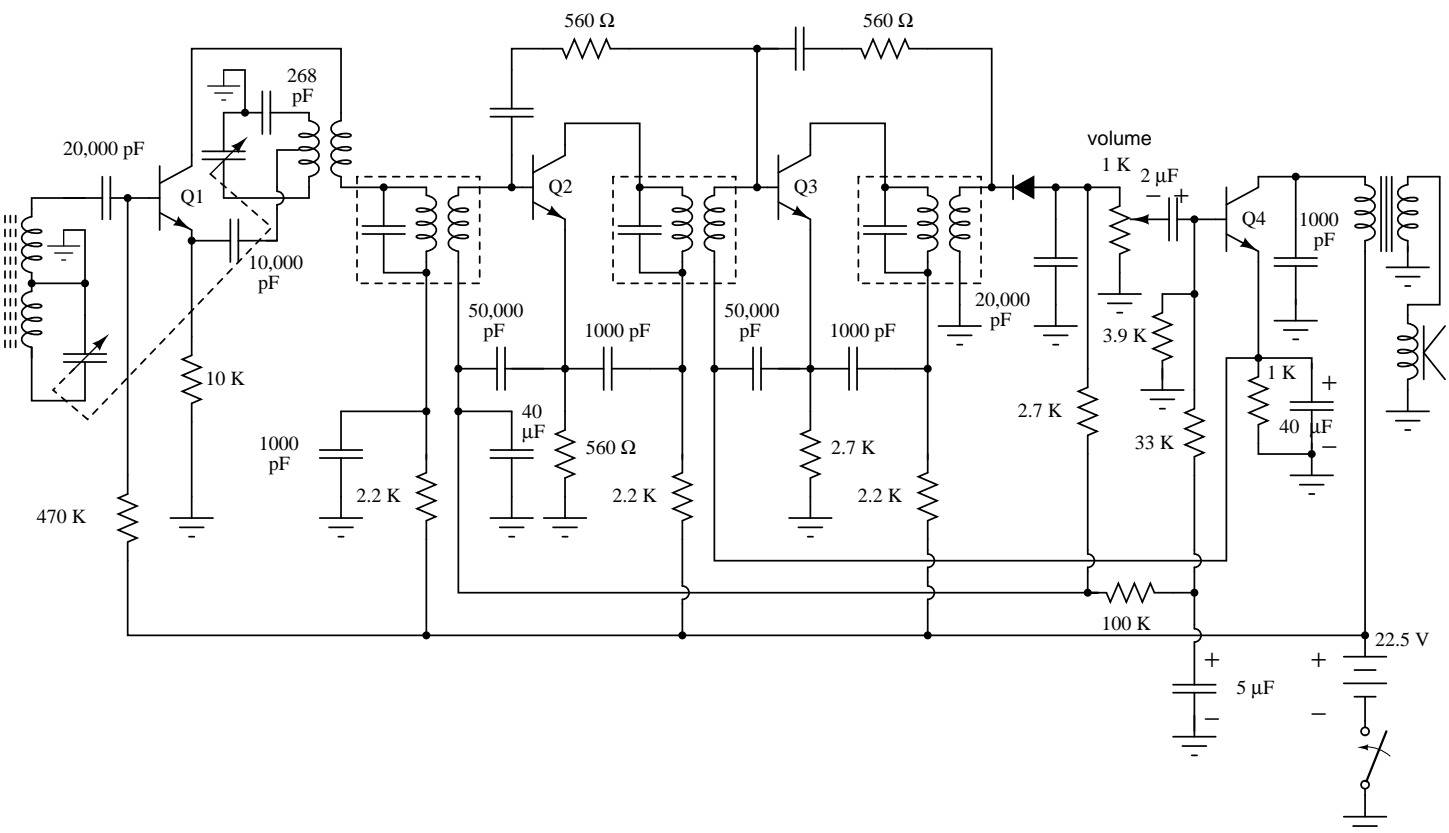 560 Ω
560 Ω
268
pF
volume
1 K
2 µF
− +
20,000 pF
Q1
Q2
Q3
Q4
1000
pF
10,000
pF
50,000
pF
1000 pF
50,000
pF
1000 pF
20,000
pF
3.9 K
10 K
1 K
+
40 µF
−
40
µF
2.7 K
33 K
1000
pF
560 Ω
2.7 K
470 K
2.2 K
2.2 K
2.2 K
100 K
22.5 V
+
5 µF
−
+
−